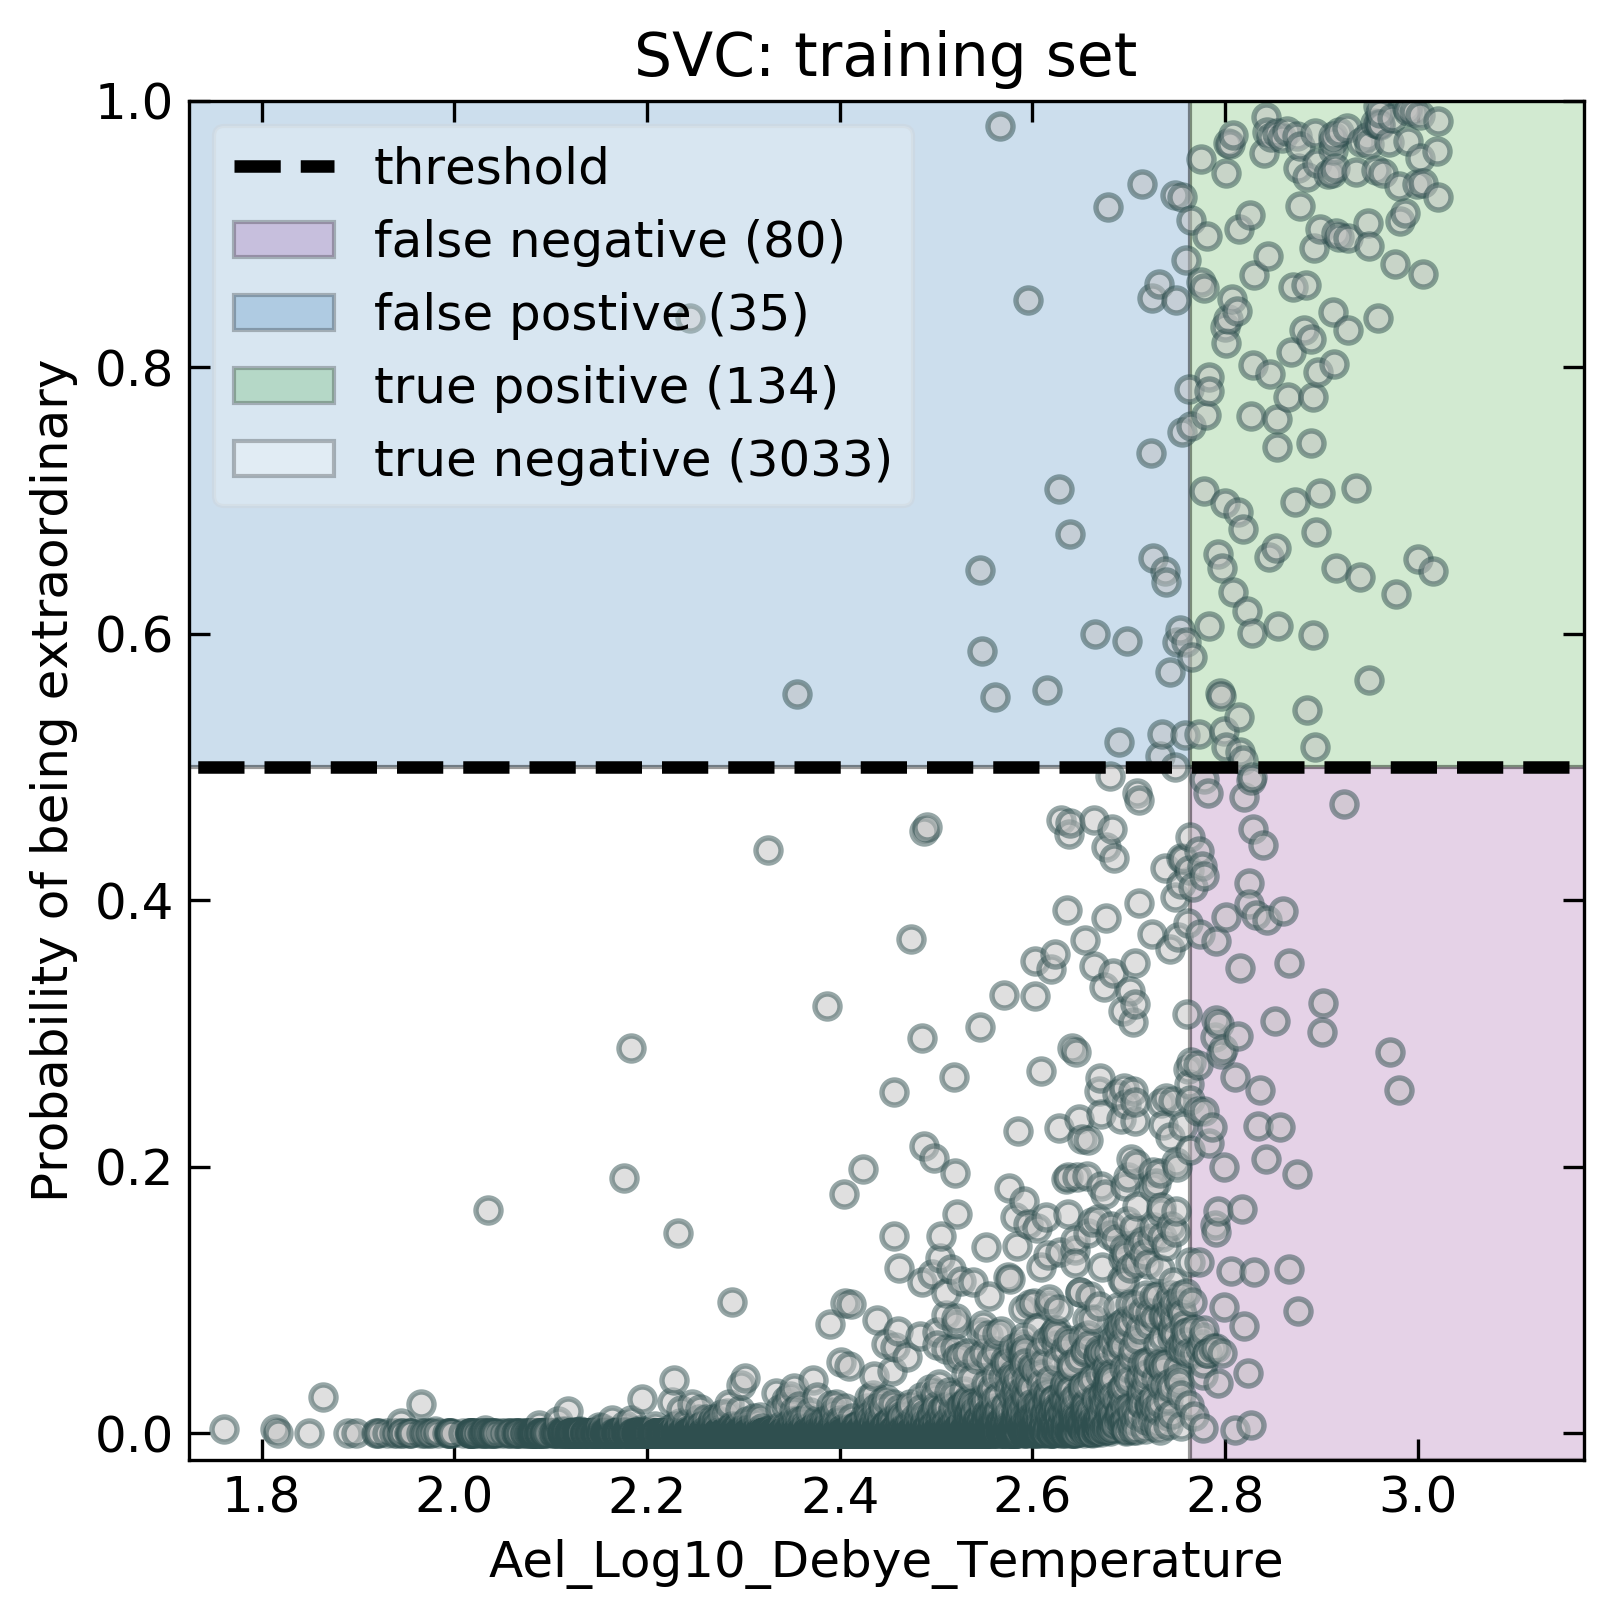 SVC: training set
1.0
0.8
0.6
0.4
0.2
0.0
Probability of being extraordinary
threshold
false negative (80)
false postive (35)
true positive (134)
true negative (3033)
1.8 2.0 2.2 2.4 2.6 2.8 3.0
Ael_Log10_Debye_Temperature